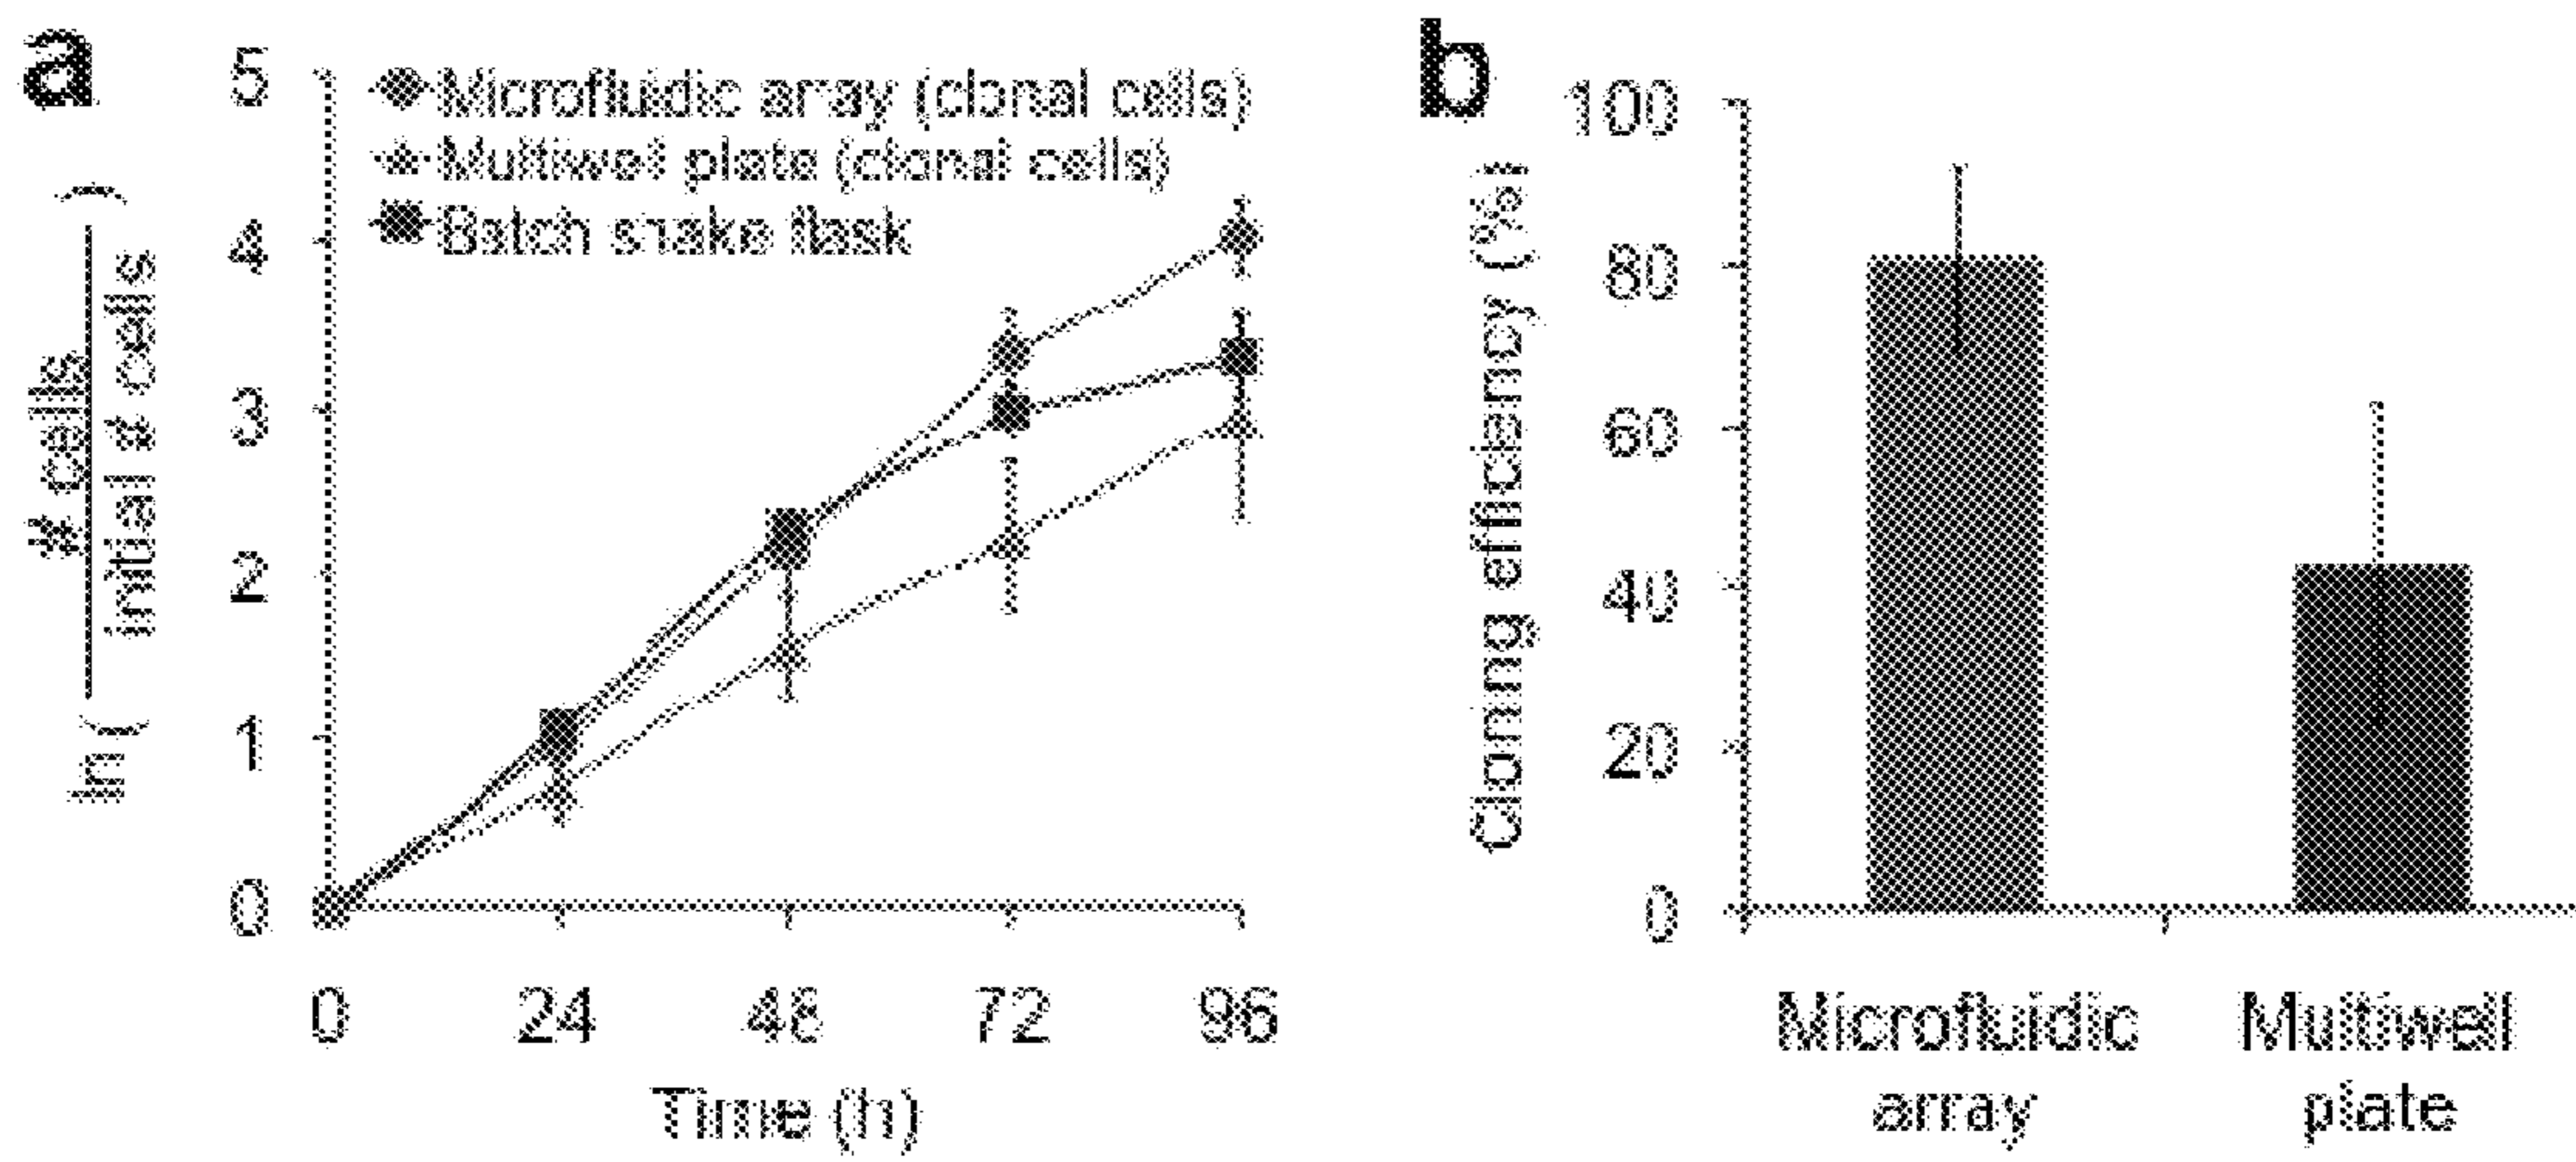 a
5
4
3
2
1
0
ln( # cells / initial # cells )
Microfluidic array (clonal cells)
Multiwell plate (clonal cells)
Batch shake flask
0 24 48 72 96
Time (h)
b
100
80
60
40
20
0
Cloning efficiency (%)
Microfluidic array
Multiwell plate